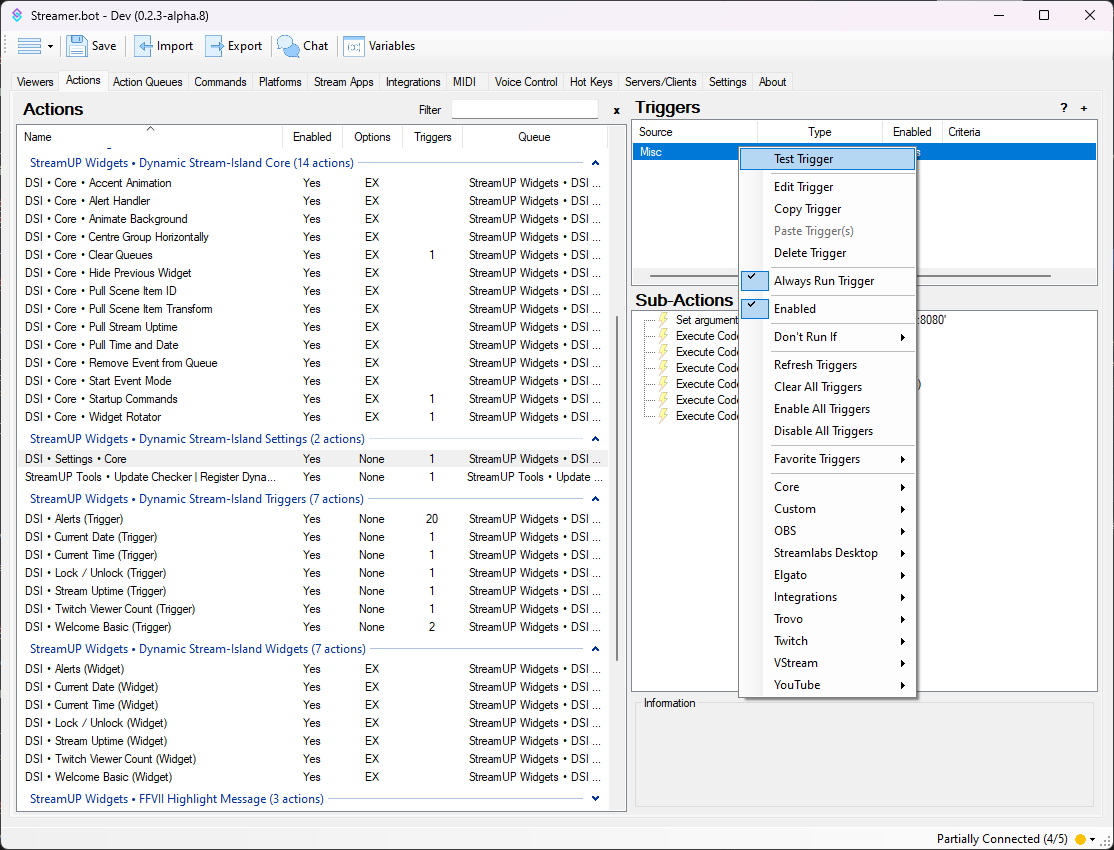 Streamer.bot - Dev (0.2.3-alpha.8)
Save Import Export Chat Variables
Viewers Actions Action Queues Commands Platforms Stream Apps Integrations MIDI Voice Control Hot Keys Servers/Clients Settings About
Actions Filter x
Name Enabled Options Triggers Queue
StreamUP Widgets • Dynamic Stream-Island Core (14 actions)
DSI • Core • Accent Animation Yes EX StreamUP Widgets • DSI ...
DSI • Core • Alert Handler Yes EX StreamUP Widgets • DSI ...
DSI • Core • Animate Background Yes EX StreamUP Widgets • DSI ...
DSI • Core • Centre Group Horizontally Yes EX StreamUP Widgets • DSI ...
DSI • Core • Clear Queues Yes EX 1 StreamUP Widgets • DSI ...
DSI • Core • Hide Previous Widget Yes EX StreamUP Widgets • DSI ...
DSI • Core • Pull Scene Item ID Yes EX StreamUP Widgets • DSI ...
DSI • Core • Pull Scene Item Transform Yes EX StreamUP Widgets • DSI ...
DSI • Core • Pull Stream Uptime Yes EX StreamUP Widgets • DSI ...
DSI • Core • Pull Time and Date Yes EX StreamUP Widgets • DSI ...
DSI • Core • Remove Event from Queue Yes EX StreamUP Widgets • DSI ...
DSI • Core • Start Event Mode Yes EX StreamUP Widgets • DSI ...
DSI • Core • Startup Commands Yes EX 1 StreamUP Widgets • DSI ...
DSI • Core • Widget Rotator Yes EX 1 StreamUP Widgets • DSI ...
StreamUP Widgets • Dynamic Stream-Island Settings (2 actions)
DSI • Settings • Core Yes None 1 StreamUP Widgets • DSI ...
StreamUP Tools • Update Checker | Register Dyna... Yes None 1 StreamUP Tools • Update ...
StreamUP Widgets • Dynamic Stream-Island Triggers (7 actions)
DSI • Alerts (Trigger) Yes None 20 StreamUP Widgets • DSI ...
DSI • Current Date (Trigger) Yes None 1 StreamUP Widgets • DSI ...
DSI • Current Time (Trigger) Yes None 1 StreamUP Widgets • DSI ...
DSI • Lock / Unlock (Trigger) Yes None 1 StreamUP Widgets • DSI ...
DSI • Stream Uptime (Trigger) Yes None 1 StreamUP Widgets • DSI ...
DSI • Twitch Viewer Count (Trigger) Yes None 1 StreamUP Widgets • DSI ...
DSI • Welcome Basic (Trigger) Yes None 2 StreamUP Widgets • DSI ...
StreamUP Widgets • Dynamic Stream-Island Widgets (7 actions)
DSI • Alerts (Widget) Yes EX StreamUP Widgets • DSI ...
DSI • Current Date (Widget) Yes EX StreamUP Widgets • DSI ...
DSI • Current Time (Widget) Yes EX StreamUP Widgets • DSI ...
DSI • Lock / Unlock (Widget) Yes EX StreamUP Widgets • DSI ...
DSI • Stream Uptime (Widget) Yes EX StreamUP Widgets • DSI ...
DSI • Twitch Viewer Count (Widget) Yes EX StreamUP Widgets • DSI ...
DSI • Welcome Basic (Widget) Yes EX StreamUP Widgets • DSI ...
StreamUP Widgets • FFVII Highlight Message (3 actions)
Triggers ? +
Source Type Enabled Criteria
Misc
Test Trigger
Edit Trigger
Copy Trigger
Paste Trigger(s)
Delete Trigger
Always Run Trigger
Enabled
Don't Run If
Refresh Triggers
Clear All Triggers
Enable All Triggers
Disable All Triggers
Favorite Triggers
Core
Custom
OBS
Streamlabs Desktop
Elgato
Integrations
Trovo
Twitch
VStream
YouTube
Sub-Actions
Set argument :8080'
Execute Code
Execute Code
Execute Code
Execute Code )
Execute Code
Execute Code
Information
Partially Connected (4/5)